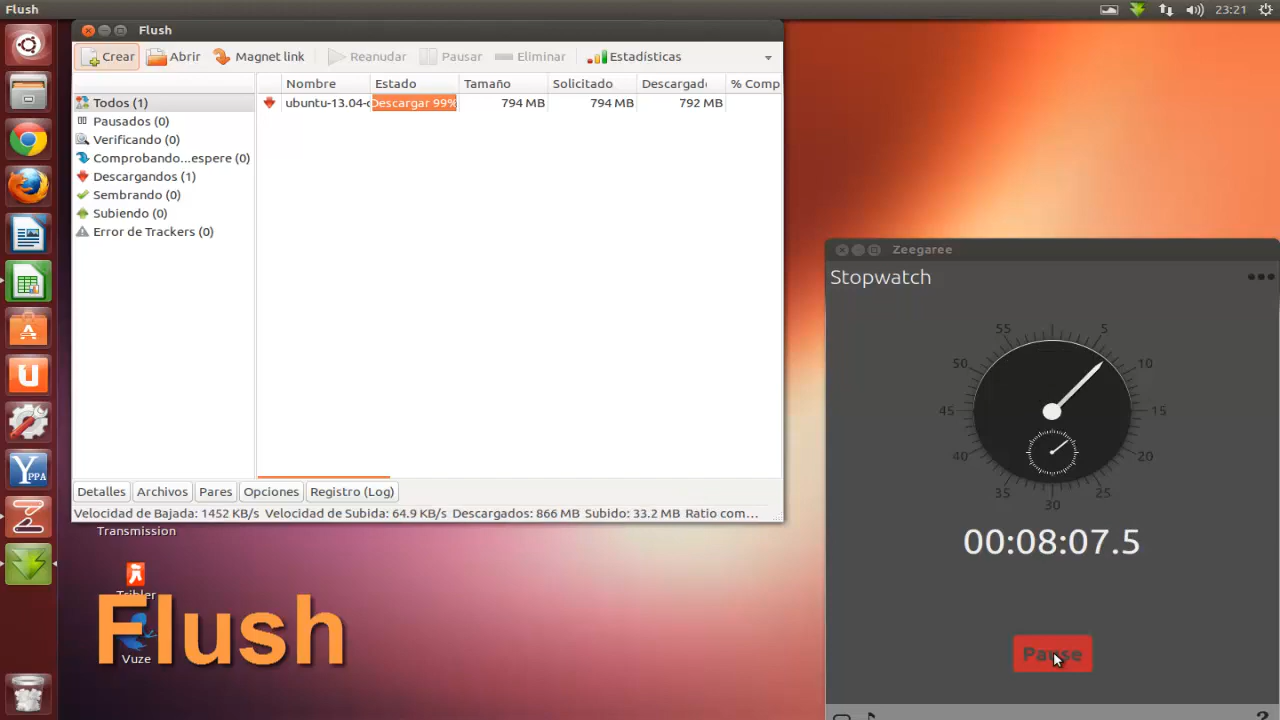 Flush
23:21
Flush
Crear Abrir Magnet link Reanudar Pausar Eliminar Estadísticas
Nombre Estado Tamaño Solicitado Descargado % Comp
Todos (1)
ubuntu-13.04-d Descargar 99% 794 MB 794 MB 792 MB
Pausados (0)
Verificando (0)
Comprobando...espere (0)
Descargandos (1)
Sembrando (0)
Subiendo (0)
Error de Trackers (0)
Detalles Archivos Pares Opciones Registro (Log)
Velocidad de Bajada: 1452 KB/s Velocidad de Subida: 64.9 KB/s Descargados: 866 MB Subido: 33.2 MB Ratio com...
Zeegaree
Stopwatch
55 5
50 10
45 15
40 20
35 25
30
00:08:07.5
Pause
?
Transmission
Tribler
Flush
Vuze
U
Y PPA